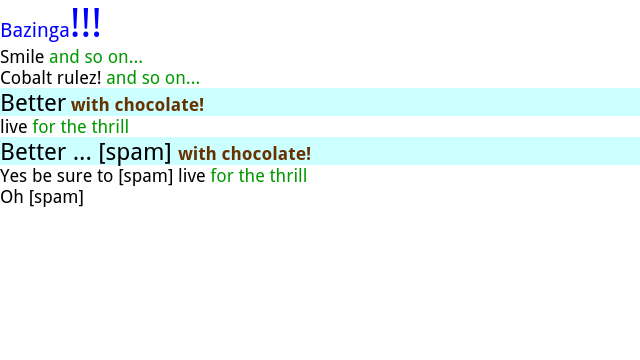 Bazinga!!!
Smile and so on...
Cobalt rulez! and so on...
Better with chocolate!
live for the thrill
Better ... [spam] with chocolate!
Yes be sure to [spam] live for the thrill
Oh [spam]